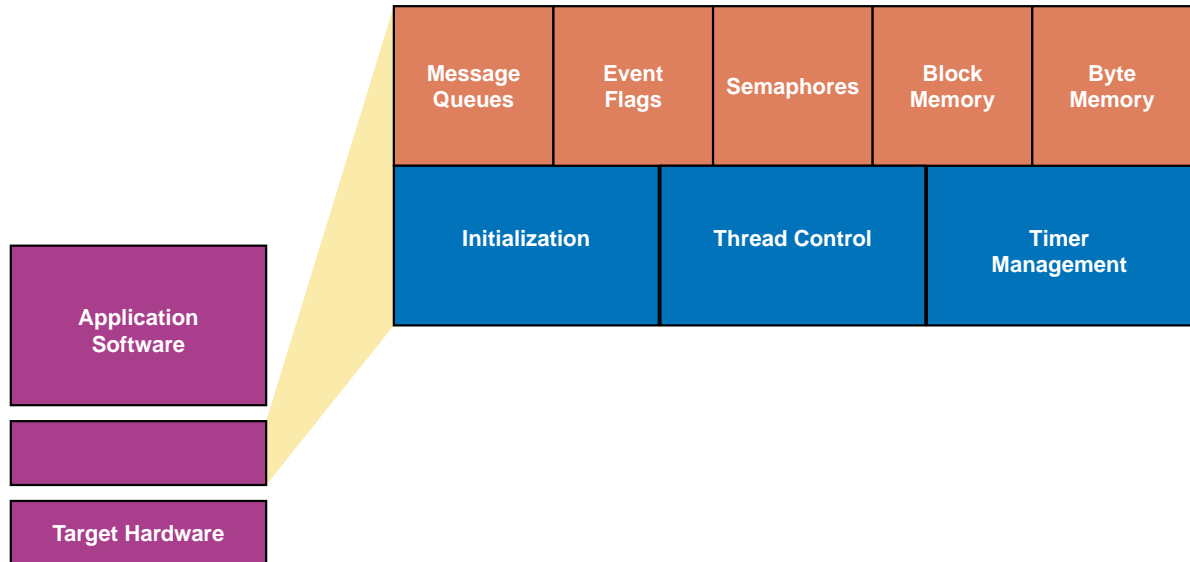 Message
Queues
Event
Flags
Semaphores
Block
Memory
Byte
Memory
Initialization
Thread Control
Timer
Management
Application
Software
Target Hardware